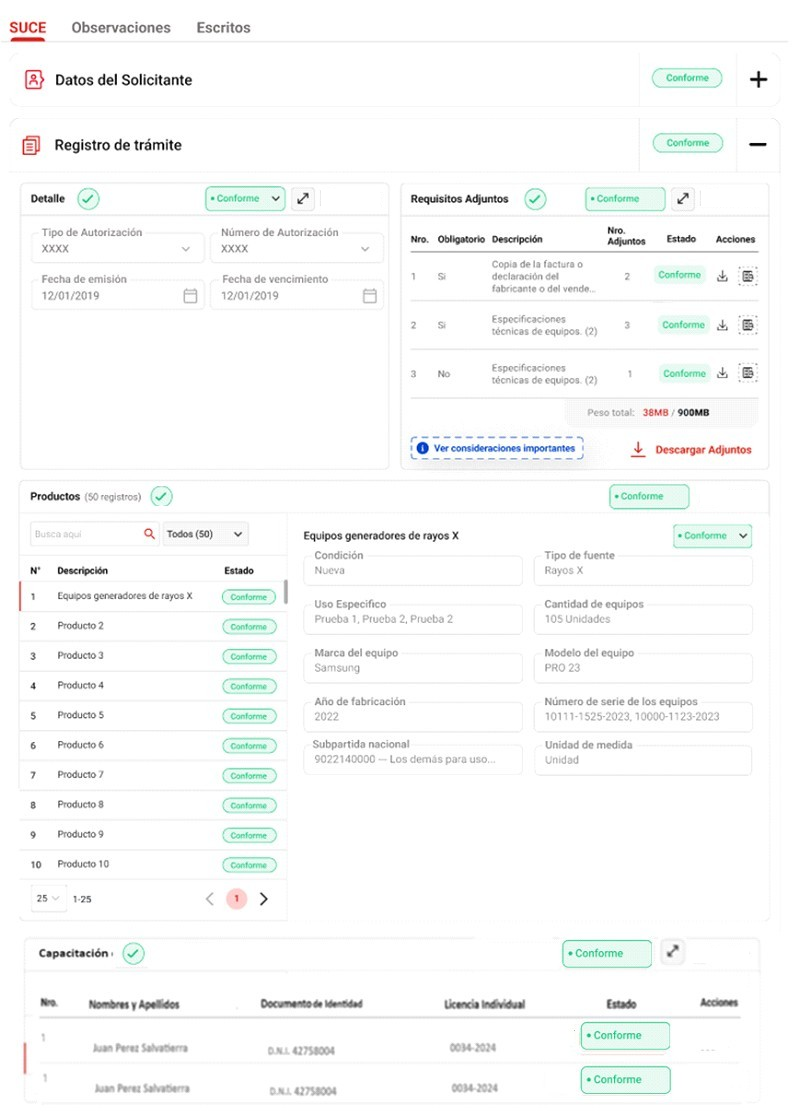 SUCE Observaciones Escritos
Datos del Solicitante Conforme
Registro de trámite Conforme
Detalle Conforme
Tipo de Autorización Número de Autorización
XXXX XXXX
Fecha de emisión Fecha de vencimiento
12/01/2019 12/01/2019
Requisitos Adjuntos Conforme
Nro. Obligatorio Descripción Nro. Adjuntos Estado Acciones
1 Si Copia de la factura o 2 Conforme
declaración del
fabricante o del vende...
2 Si Especificaciones 3 Conforme
técnicas de equipos. (2)
3 No Especificaciones 1 Conforme
técnicas de equipos. (2)
Peso total: 38MB / 900MB
Ver consideraciones importantes Descargar Adjuntos
Productos (50 registros) Conforme
Busca aquí Todos (50)
N° Descripción Estado
1 Equipos generadores de rayos X Conforme
2 Producto 2 Conforme
3 Producto 3 Conforme
4 Producto 4 Conforme
5 Producto 5 Conforme
6 Producto 6 Conforme
7 Producto 7 Conforme
8 Producto 8 Conforme
9 Producto 9 Conforme
10 Producto 10 Conforme
25 1-25 1
Equipos generadores de rayos X Conforme
Condición Tipo de fuente
Nueva Rayos X
Uso Especifico Cantidad de equipos
Prueba 1, Prueba 2, Prueba 2 105 Unidades
Marca del equipo Modelo del equipo
Samsung PRO 23
Año de fabricación Número de serie de los equipos
2022 10111-1525-2023, 10000-1123-2023
Subpartida nacional Unidad de medida
9022140000 — Los demás para uso... Unidad
Capacitación Conforme
Nro. Nombres y Apellidos Documento de Identidad Licencia Individual Estado Acciones
1 Juan Perez Salvatierra D.N.I. 42758004 0034-2024 Conforme ...
1 Juan Perez Salvatierra D.N.I. 42758004 0034-2024 Conforme